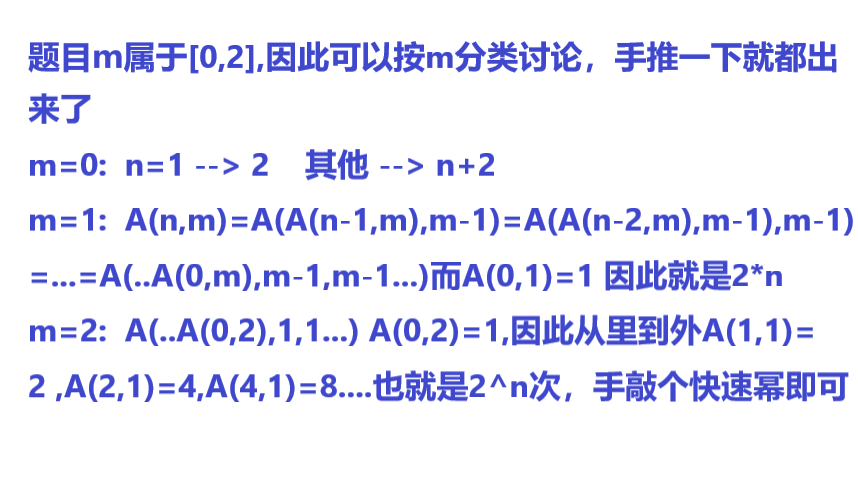 题目m属于[0,2],因此可以按m分类讨论，手推一下就都出
来了
m=0: n=1 --> 2 其他 --> n+2
m=1: A(n,m)=A(A(n-1,m),m-1)=A(A(n-2,m),m-1),m-1)
=...=A(..A(0,m),m-1,m-1...)而A(0,1)=1 因此就是2*n
m=2: A(..A(0,2),1,1...) A(0,2)=1,因此从里到外A(1,1)=
2 ,A(2,1)=4,A(4,1)=8....也就是2^n次，手敲个快速幂即可